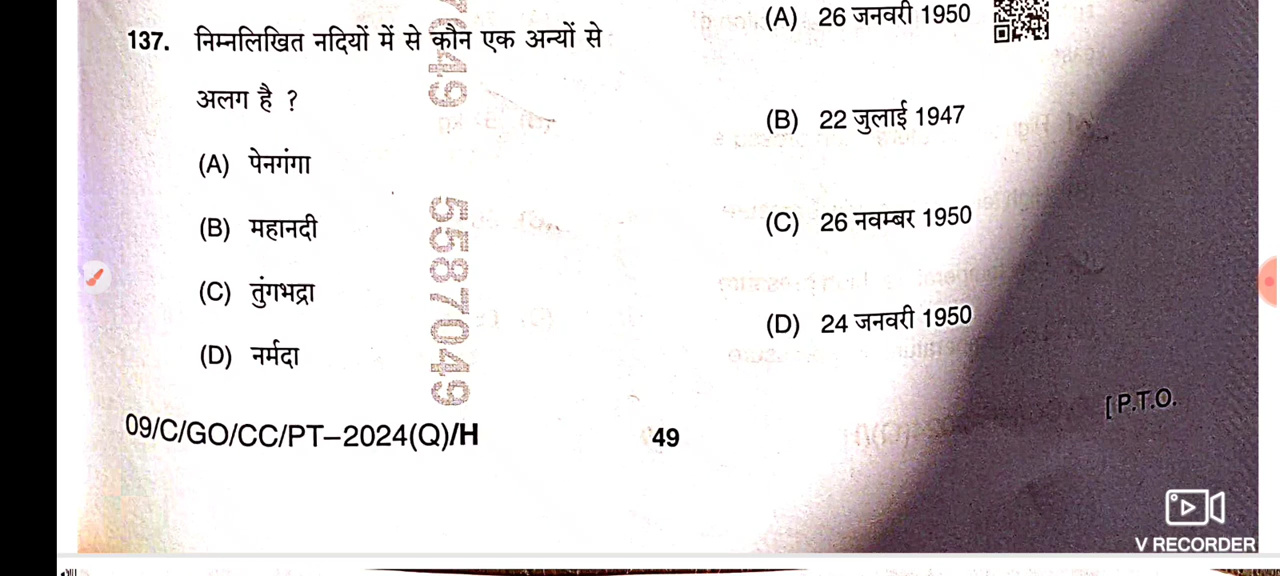 137. निम्नलिखित नदियों में से कौन एक अन्यों से
अलग है ?
(A) पेनगंगा
(B) महानदी
(C) तुंगभद्रा
(D) नर्मदा
(A) 26 जनवरी 1950
(B) 22 जुलाई 1947
(C) 26 नवम्बर 1950
(D) 24 जनवरी 1950
5587049
09/C/GO/CC/PT–2024(Q)/H
49
[ P.T.O.
V RECORDER